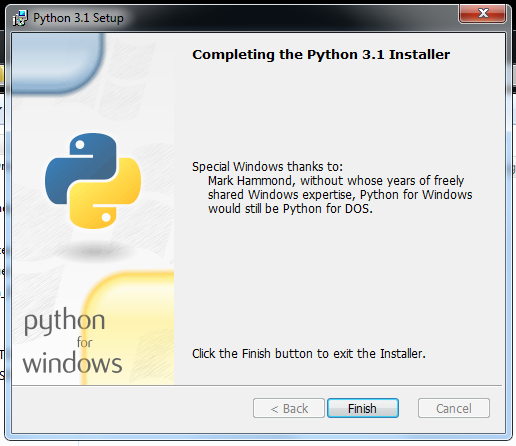 Python 3.1 Setup
Completing the Python 3.1 Installer
Special Windows thanks to:
Mark Hammond, without whose years of freely
shared Windows expertise, Python for Windows
would still be Python for DOS.
python
for
windows
Click the Finish button to exit the Installer.
< Back
Finish
Cancel